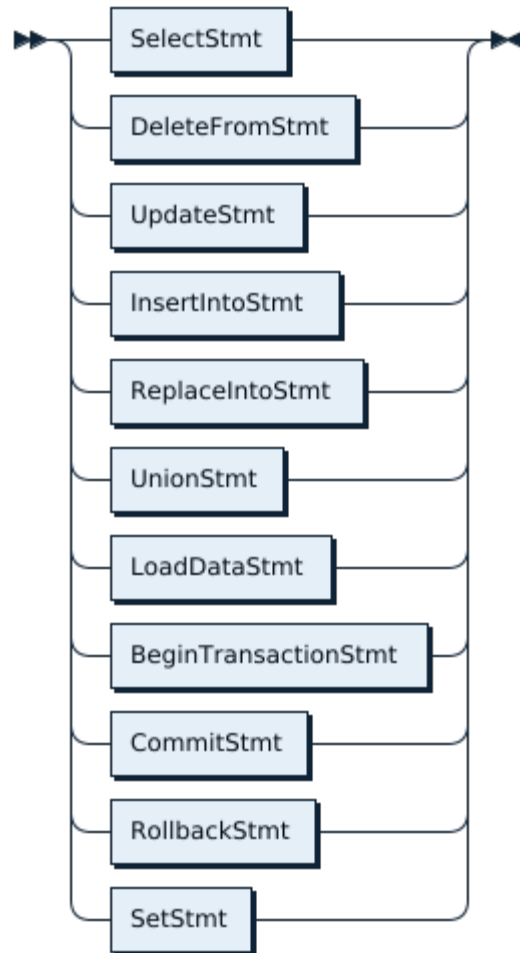 SelectStmt
DeleteFromStmt
UpdateStmt
InsertIntoStmt
ReplaceIntoStmt
UnionStmt
LoadDataStmt
BeginTransactionStmt
CommitStmt
RollbackStmt
SetStmt